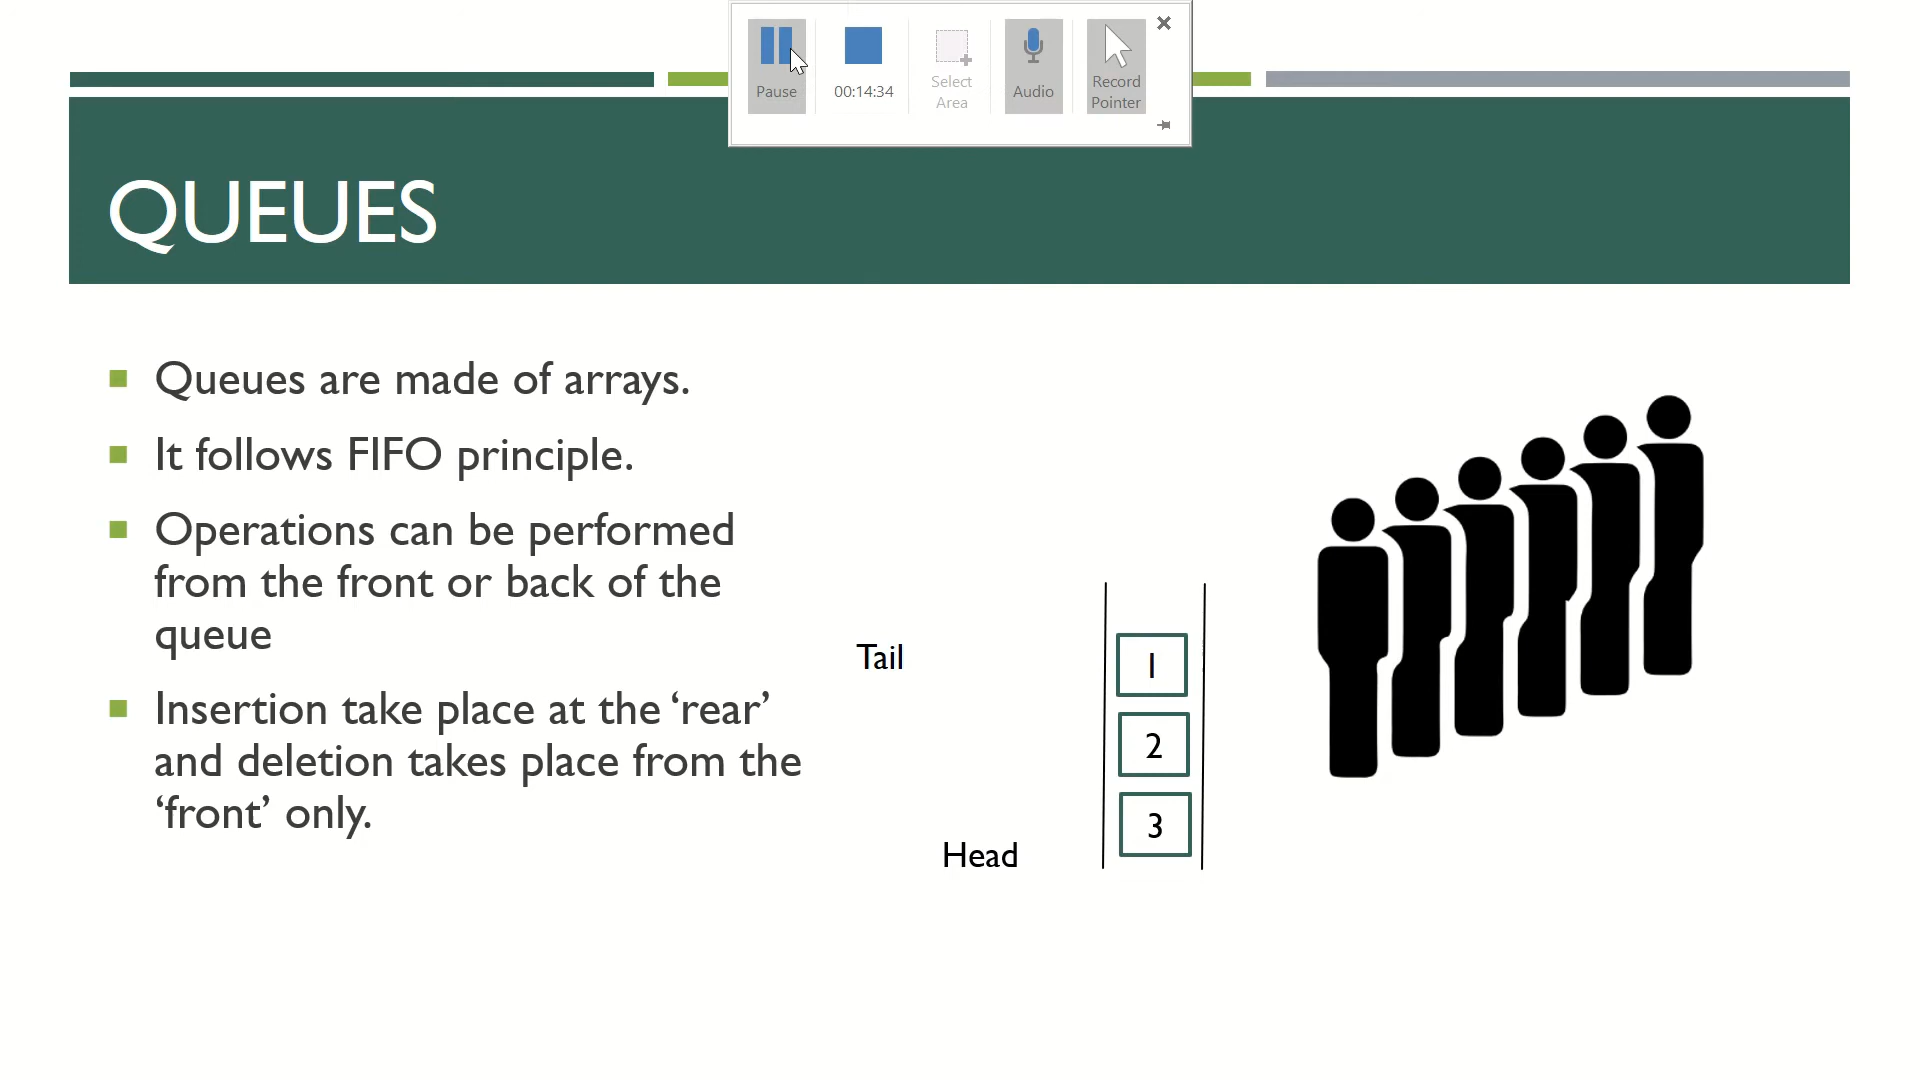 Pause
00:14:34
Select
Area
Audio
Record
Pointer
QUEUES
Queues are made of arrays.
It follows FIFO principle.
Operations can be performed
from the front or back of the
queue
Insertion take place at the ‘rear’
and deletion takes place from the
‘front’ only.
Tail
Head
1
2
3